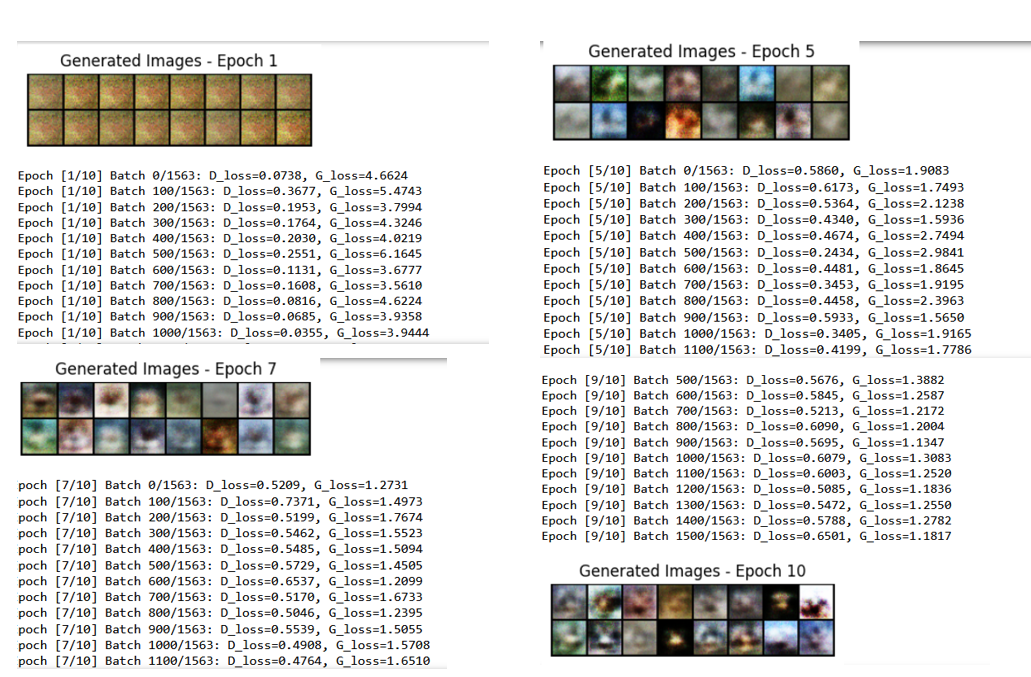 Generated Images - Epoch 1
Epoch [1/10] Batch 0/1563: D_loss=0.0738, G_loss=4.6624
Epoch [1/10] Batch 100/1563: D_loss=0.3677, G_loss=5.4743
Epoch [1/10] Batch 200/1563: D_loss=0.1953, G_loss=3.7994
Epoch [1/10] Batch 300/1563: D_loss=0.1764, G_loss=4.3246
Epoch [1/10] Batch 400/1563: D_loss=0.2030, G_loss=4.0219
Epoch [1/10] Batch 500/1563: D_loss=0.2551, G_loss=6.1645
Epoch [1/10] Batch 600/1563: D_loss=0.1131, G_loss=3.6777
Epoch [1/10] Batch 700/1563: D_loss=0.1608, G_loss=3.5610
Epoch [1/10] Batch 800/1563: D_loss=0.0816, G_loss=4.6224
Epoch [1/10] Batch 900/1563: D_loss=0.0685, G_loss=3.9358
Epoch [1/10] Batch 1000/1563: D_loss=0.0355, G_loss=3.9444
Generated Images - Epoch 5
Epoch [5/10] Batch 0/1563: D_loss=0.5860, G_loss=1.9083
Epoch [5/10] Batch 100/1563: D_loss=0.6173, G_loss=1.7493
Epoch [5/10] Batch 200/1563: D_loss=0.5364, G_loss=2.1238
Epoch [5/10] Batch 300/1563: D_loss=0.4340, G_loss=1.5936
Epoch [5/10] Batch 400/1563: D_loss=0.4674, G_loss=2.7494
Epoch [5/10] Batch 500/1563: D_loss=0.2434, G_loss=2.9841
Epoch [5/10] Batch 600/1563: D_loss=0.4481, G_loss=1.8645
Epoch [5/10] Batch 700/1563: D_loss=0.3453, G_loss=1.9195
Epoch [5/10] Batch 800/1563: D_loss=0.4458, G_loss=2.3963
Epoch [5/10] Batch 900/1563: D_loss=0.5933, G_loss=1.5650
Epoch [5/10] Batch 1000/1563: D_loss=0.3405, G_loss=1.9165
Epoch [5/10] Batch 1100/1563: D_loss=0.4199, G_loss=1.7786
Generated Images - Epoch 7
poch [7/10] Batch 0/1563: D_loss=0.5209, G_loss=1.2731
poch [7/10] Batch 100/1563: D_loss=0.7371, G_loss=1.4973
poch [7/10] Batch 200/1563: D_loss=0.5199, G_loss=1.7674
poch [7/10] Batch 300/1563: D_loss=0.5462, G_loss=1.5523
poch [7/10] Batch 400/1563: D_loss=0.5485, G_loss=1.5094
poch [7/10] Batch 500/1563: D_loss=0.5729, G_loss=1.4505
poch [7/10] Batch 600/1563: D_loss=0.6537, G_loss=1.2099
poch [7/10] Batch 700/1563: D_loss=0.5170, G_loss=1.6733
poch [7/10] Batch 800/1563: D_loss=0.5046, G_loss=1.2395
poch [7/10] Batch 900/1563: D_loss=0.5539, G_loss=1.5055
poch [7/10] Batch 1000/1563: D_loss=0.4908, G_loss=1.5708
poch [7/10] Batch 1100/1563: D_loss=0.4764, G_loss=1.6510
Epoch [9/10] Batch 500/1563: D_loss=0.5676, G_loss=1.3882
Epoch [9/10] Batch 600/1563: D_loss=0.5845, G_loss=1.2587
Epoch [9/10] Batch 700/1563: D_loss=0.5213, G_loss=1.2172
Epoch [9/10] Batch 800/1563: D_loss=0.6090, G_loss=1.2004
Epoch [9/10] Batch 900/1563: D_loss=0.5695, G_loss=1.1347
Epoch [9/10] Batch 1000/1563: D_loss=0.6079, G_loss=1.3083
Epoch [9/10] Batch 1100/1563: D_loss=0.6003, G_loss=1.2520
Epoch [9/10] Batch 1200/1563: D_loss=0.5085, G_loss=1.1836
Epoch [9/10] Batch 1300/1563: D_loss=0.5472, G_loss=1.2550
Epoch [9/10] Batch 1400/1563: D_loss=0.5788, G_loss=1.2782
Epoch [9/10] Batch 1500/1563: D_loss=0.6501, G_loss=1.1817
Generated Images - Epoch 10